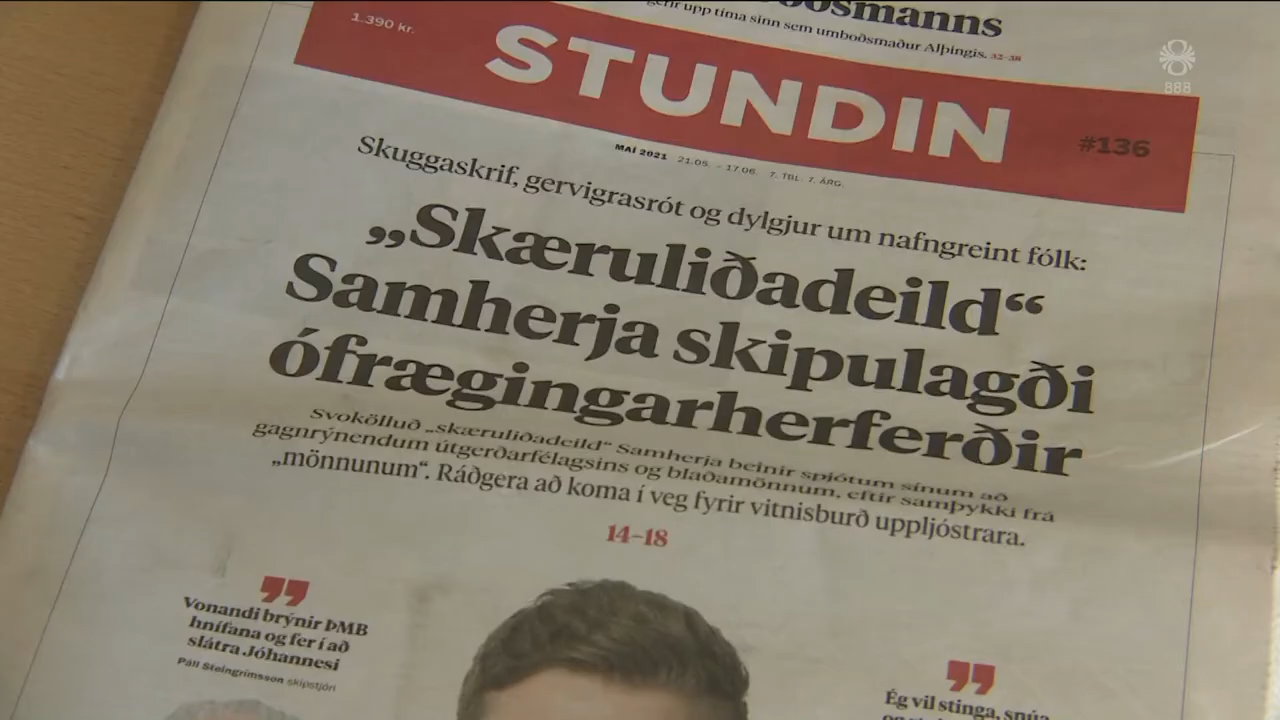 gerir upp tíma sinn sem umboðsmaður Alþingis. 32-38
1.390 kr.
STUNDIN
#136
888
MAÍ 2021 21.05. - 17.06. 7. TBL. 7. ÁRG.
Skuggaskrif, gervigrasrót og dylgjur um nafngreint fólk:
„Skæruliðadeild“
Samherja skipulagði
ófrægingarherferðir
Svokölluð „skæruliðadeild“ Samherja beinir spjótum sínum að
gagnrýnendum útgerðarfélagsins og blaðamönnum, eftir samþykki frá
„mönnunum“. Ráðgera að koma í veg fyrir vitnisburð uppljóstrara.
14-18
Vonandi brýnir ÞMB
hnífana og fer í að
slátra Jóhannesi
Páll Steingrímsson skipstjóri
Ég vil stinga, snúa